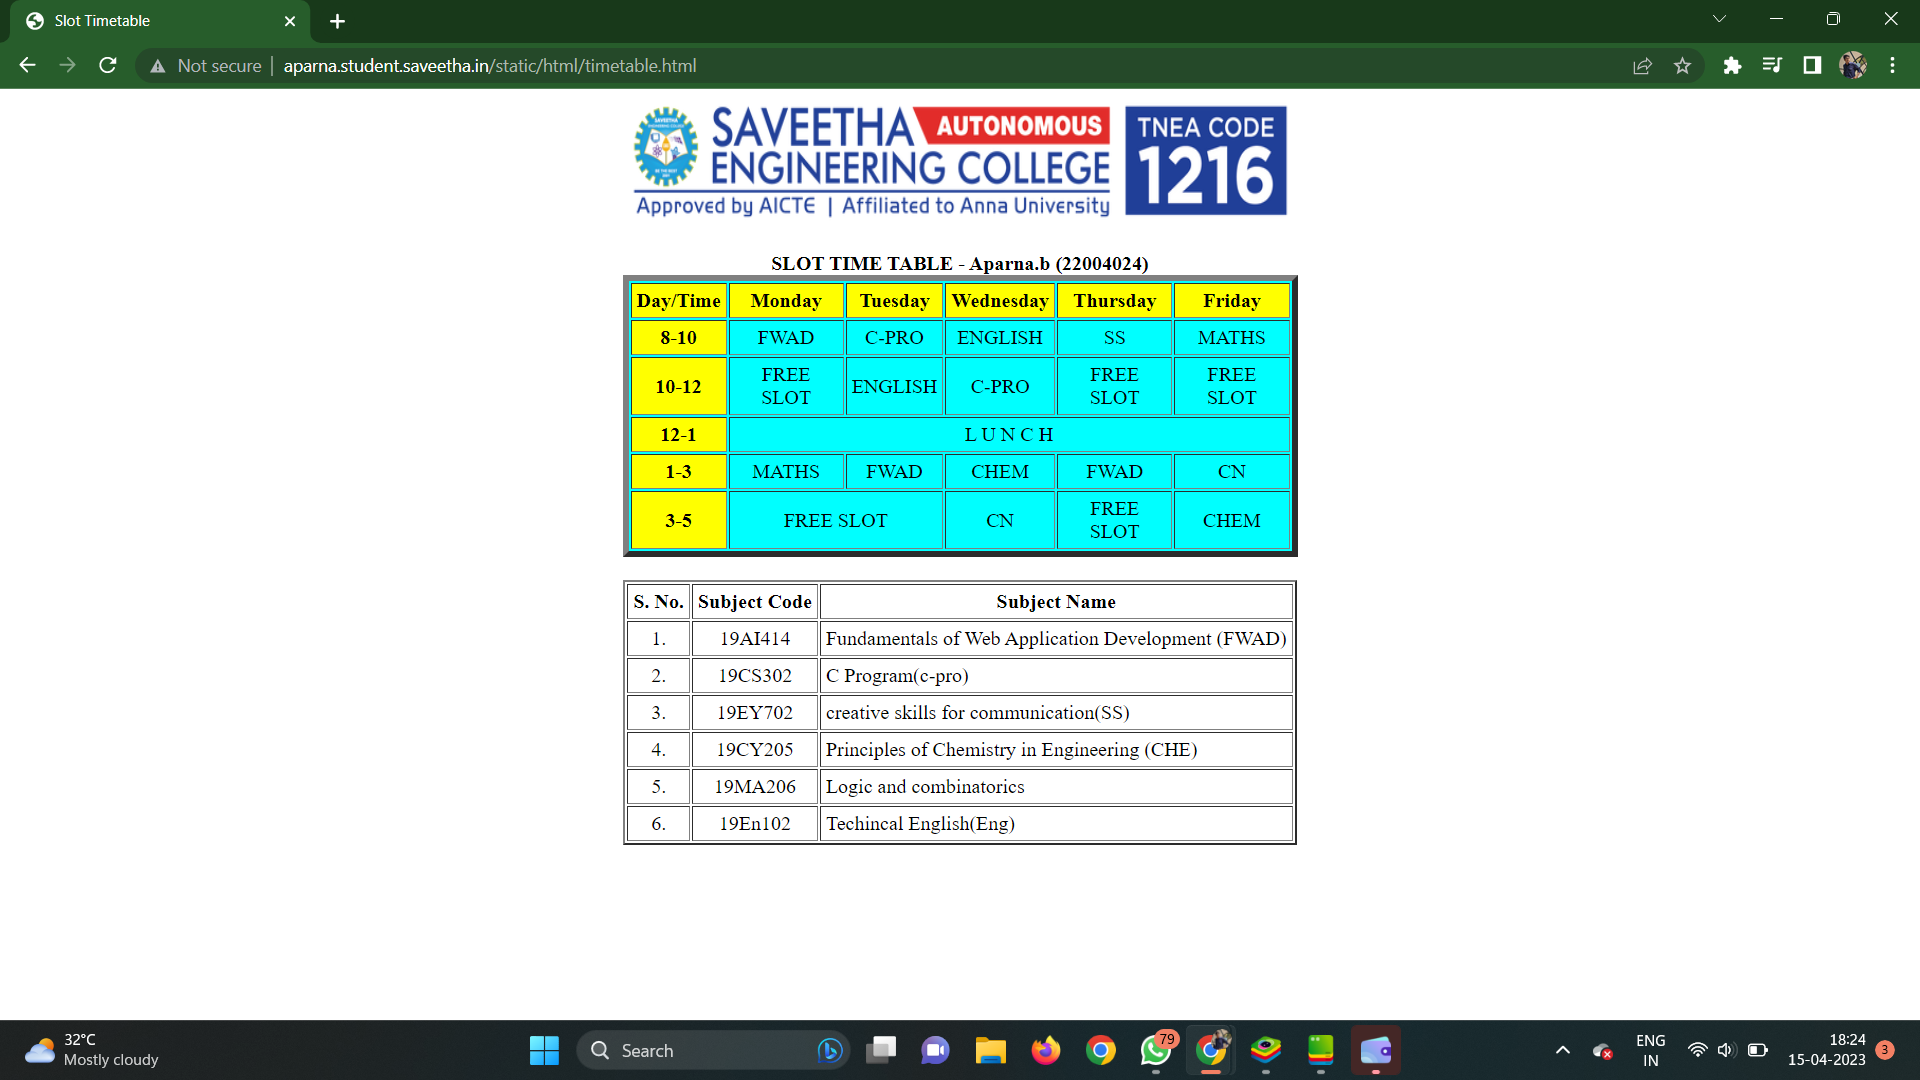 Slot Timetable
Not secure | aparna.student.saveetha.in/static/html/timetable.html
SAVEETHA AUTONOMOUS
ENGINEERING COLLEGE
Approved by AICTE | Affiliated to Anna University
TNEA CODE
1216
SLOT TIME TABLE - Aparna.b (22004024)
Day/Time Monday Tuesday Wednesday Thursday Friday
8-10 FWAD C-PRO ENGLISH SS MATHS
10-12 FREE SLOT ENGLISH C-PRO FREE SLOT FREE SLOT
12-1 L U N C H
1-3 MATHS FWAD CHEM FWAD CN
3-5 FREE SLOT CN FREE SLOT CHEM
S. No. Subject Code Subject Name
1. 19AI414 Fundamentals of Web Application Development (FWAD)
2. 19CS302 C Program(c-pro)
3. 19EY702 creative skills for communication(SS)
4. 19CY205 Principles of Chemistry in Engineering (CHE)
5. 19MA206 Logic and combinatorics
6. 19En102 Techincal English(Eng)
32°C
Mostly cloudy
Search
79
ENG
IN
18:24
15-04-2023
3